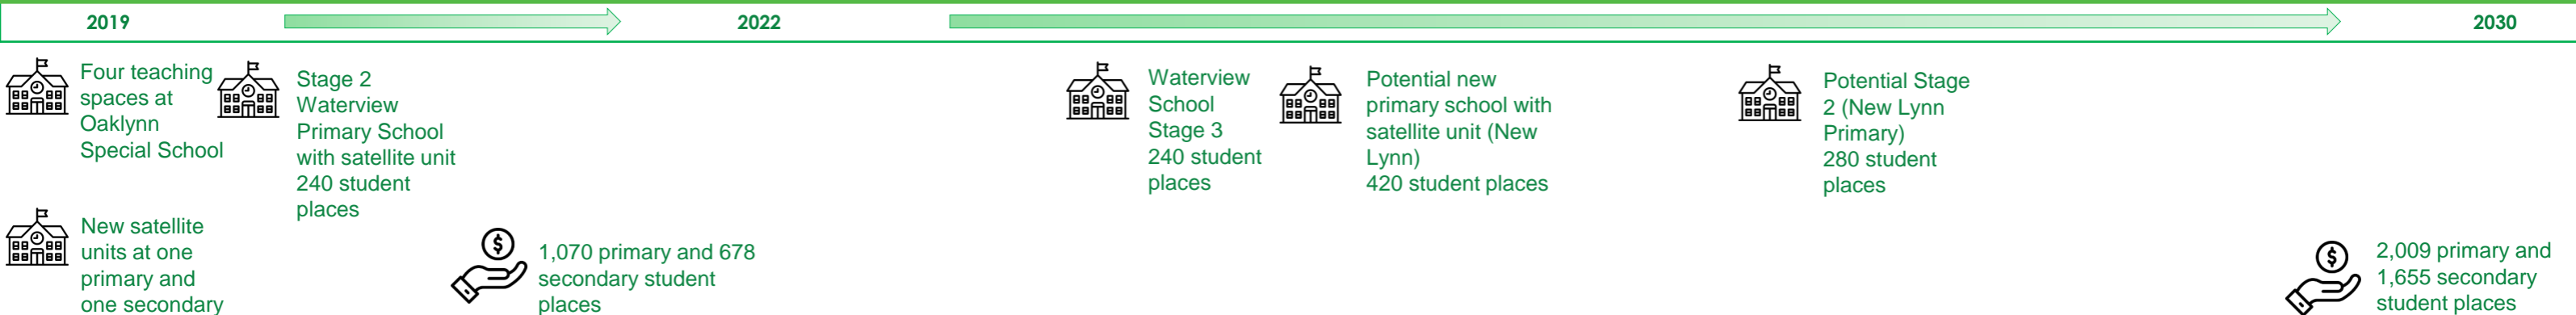 2019
2022
2030
Four teaching
spaces at
Oaklynn
Special School
Stage 2
Waterview
Primary School
with satellite unit
240 student
places
Waterview
School
Stage 3
240 student
places
Potential new
primary school with
satellite unit (New
Lynn)
420 student places
Potential Stage
2 (New Lynn
Primary)
280 student
places
New satellite
units at one
primary and
one secondary
1,070 primary and 678
secondary student
places
2,009 primary and
1,655 secondary
student places